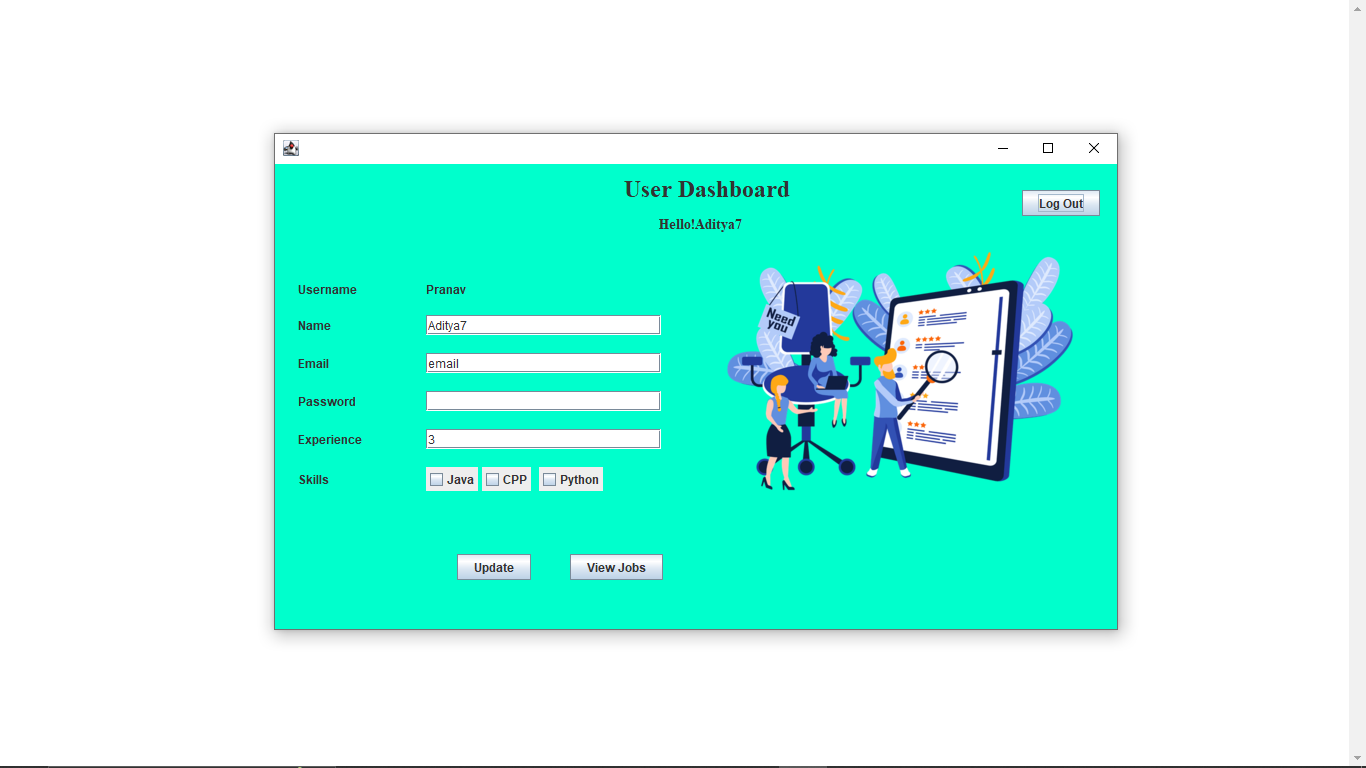 User Dashboard
Log Out
Hello!Aditya7
Username Pranav
Name Aditya7
Email email
Password
Experience 3
Skills Java CPP Python
Need
you
Update View Jobs